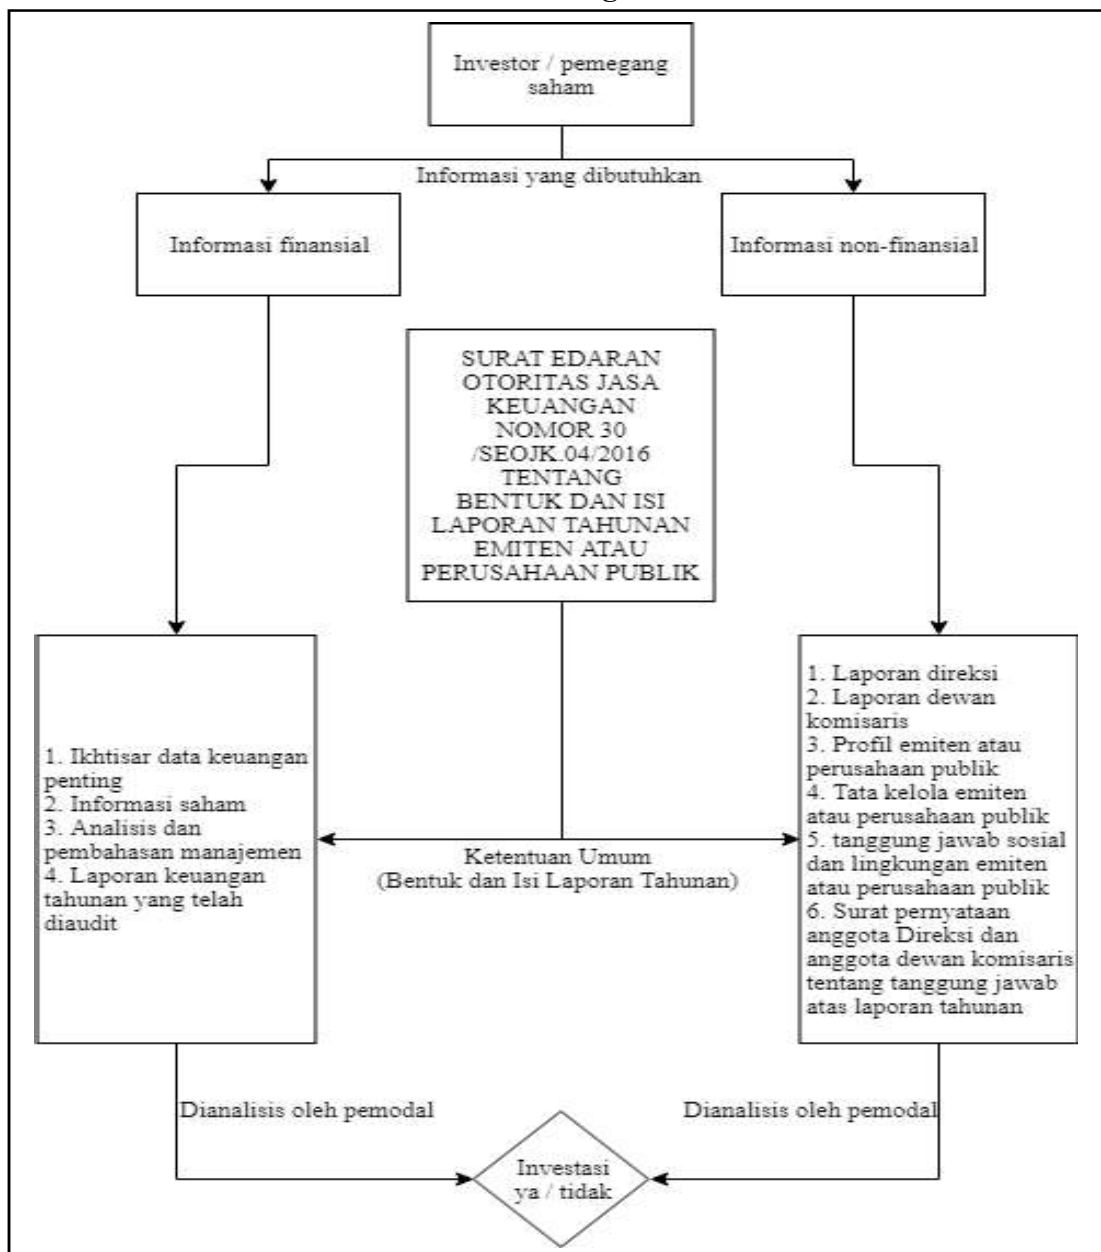 Investor / pemegang
saham
Informasi yang dibutuhkan
Informasi finansial
Informasi non-finansial
SURAT EDARAN
OTORITAS JASA
KEUANGAN
NOMOR 30
/SEOJK.04/2016
TENTANG
BENTUK DAN ISI
LAPORAN TAHUNAN
EMITEN ATAU
PERUSAHAAN PUBLIK
1. Ikhtisar data keuangan
penting
2. Informasi saham
3. Analisis dan
pembahasan manajemen
4. Laporan keuangan
tahunan yang telah
diaudit
Ketentuan Umum
(Bentuk dan Isi Laporan Tahunan)
1. Laporan direksi
2. Laporan dewan
komisaris
3. Profil emiten atau
perusahaan publik
4. Tata kelola emiten
atau perusahaan publik
5. tanggung jawab sosial
dan lingkungan emiten
atau perusahaan publik
6. Surat pernyataan
anggota Direksi dan
anggota dewan komisaris
tentang tanggung jawab
atas laporan tahunan
Dianalisis oleh pemodal
Dianalisis oleh pemodal
Investasi
ya / tidak